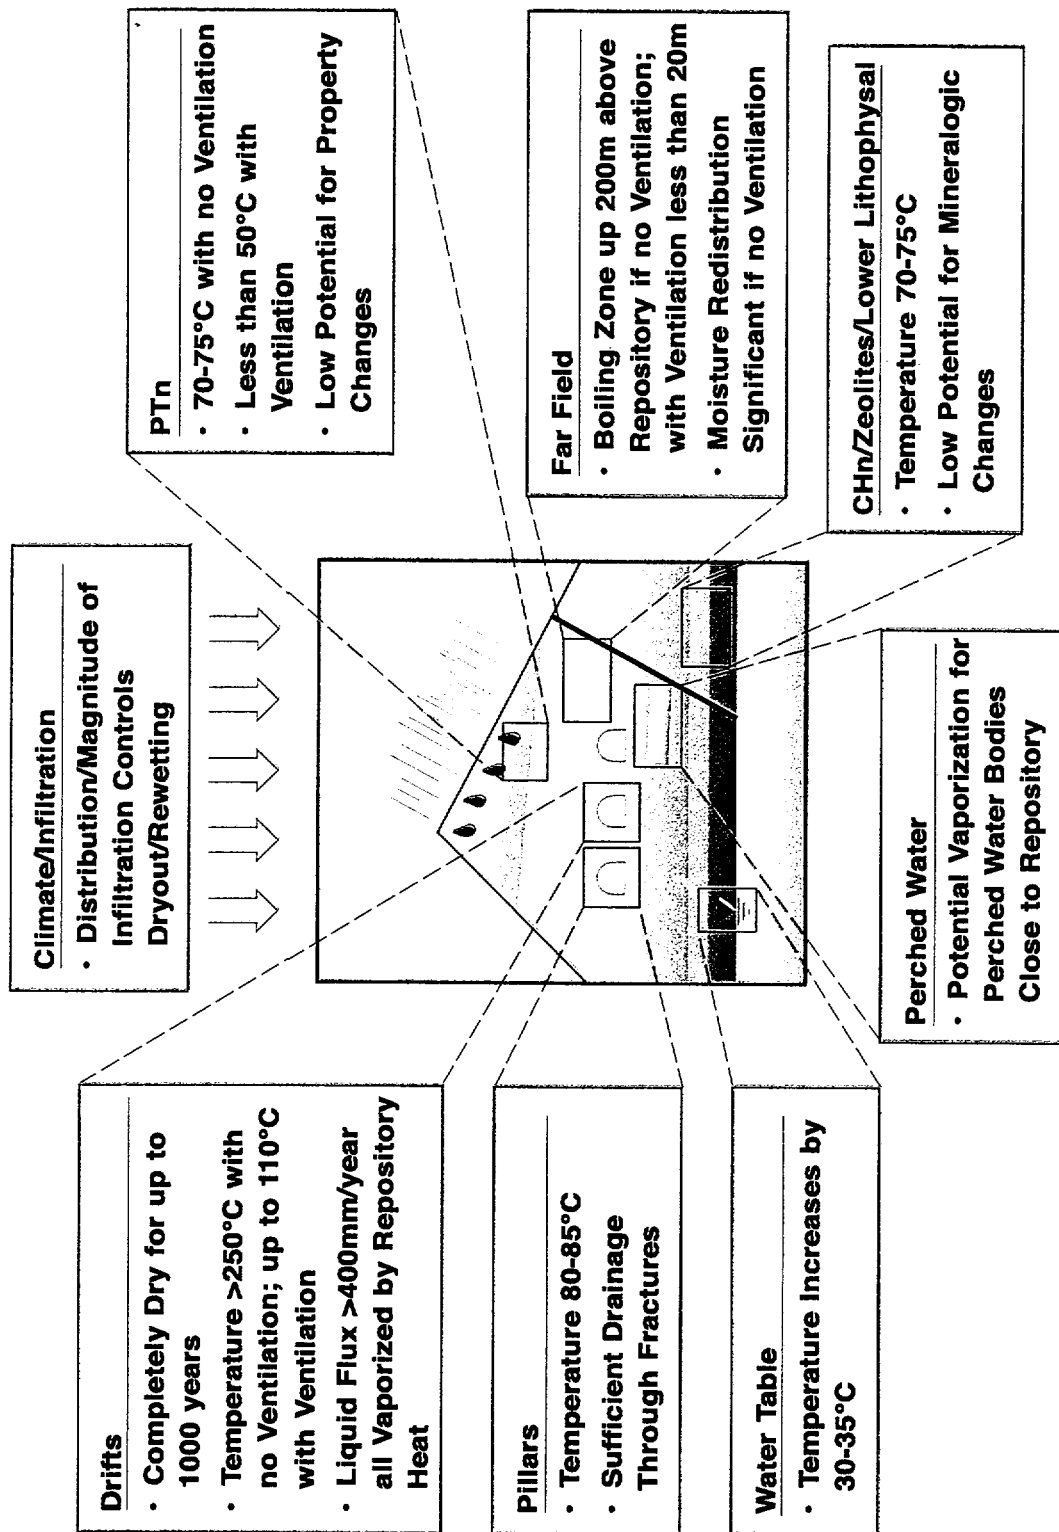 Climate/Infiltration
• Distribution/Magnitude of
Infiltration Controls
Dryout/Rewetting
Drifts
• Completely Dry for up to
1000 years
• Temperature >250°C with
no Ventilation; up to 110°C
with Ventilation
• Liquid Flux >400mm/year
all Vaporized by Repository
Heat
PTn
• 70-75°C with no Ventilation
• Less than 50°C with
Ventilation
• Low Potential for Property
Changes
Pillars
• Temperature 80-85°C
• Sufficient Drainage
Through Fractures
Far Field
• Boiling Zone up 200m above
Repository if no Ventilation;
with Ventilation less than 20m
• Moisture Redistribution
Significant if no Ventilation
Water Table
• Temperature Increases by
30-35°C
Perched Water
• Potential Vaporization for
Perched Water Bodies
Close to Repository
CHn/Zeolites/Lower Lithophysal
• Temperature 70-75°C
• Low Potential for Mineralogic
Changes